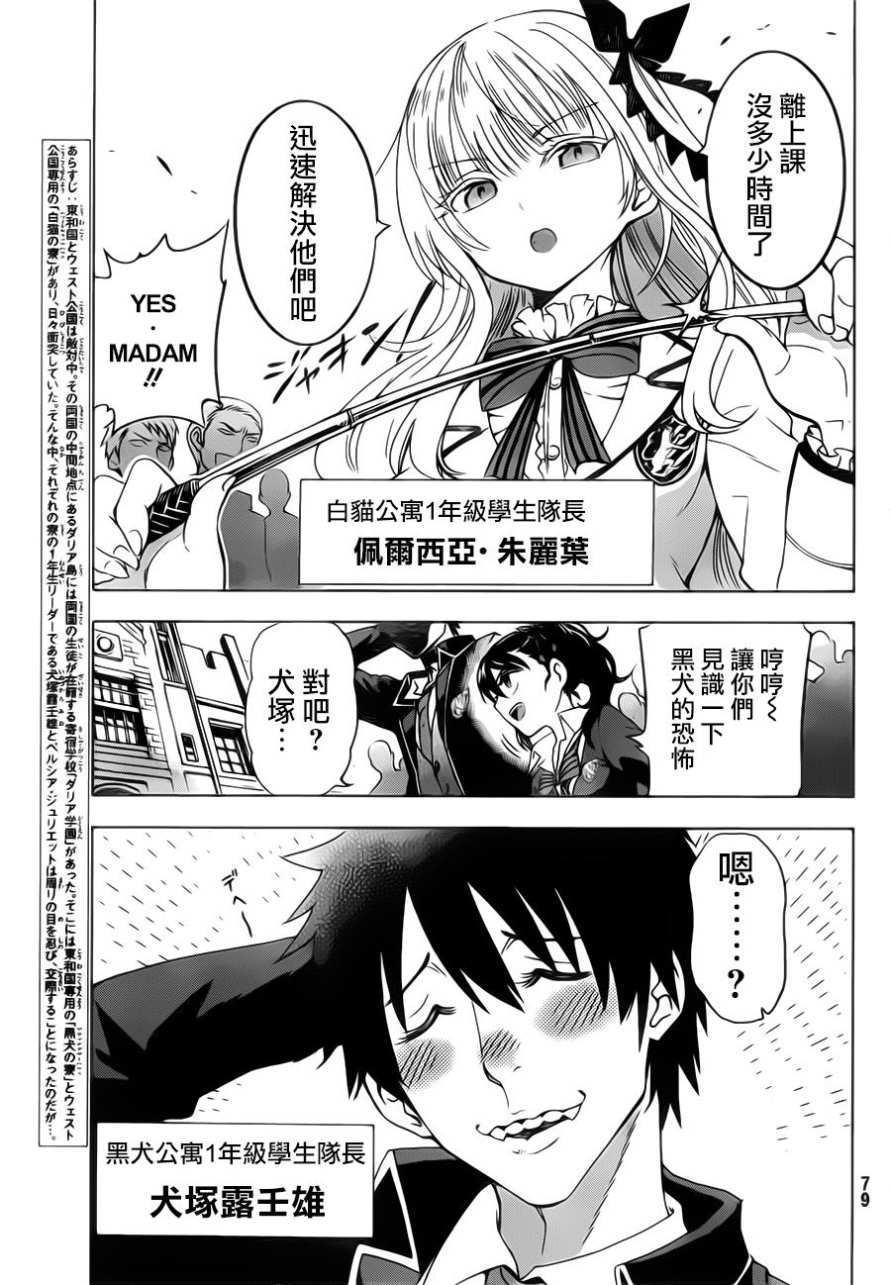 離上課
沒多少時間了
迅速解決他們吧
YES
・
MADAM
!!
ジャキィン
白貓公寓1年級學生隊長
佩爾西亞・朱麗葉
哼哼～
讓你們
見識一下
黑犬的恐怖
對吧？
犬塚…
嗯………？
デヘ～
黑犬公寓1年級學生隊長
犬塚露壬雄
あらすじ：東和国とウェスト公国は敵対中。その両国の中間地点にあるダリア島には両国の生徒が在籍する寄宿学校「ダリア学園」があった。そこには東和国専用の「黒犬の寮」とウェスト
公国専用の「白猫の寮」があり、日々衝突していた。そんな中、それぞれの寮の1年生リーダーである犬塚露壬雄とペルシア・ジュリエットは周りの目を忍び、交際することになったのだが…。
79